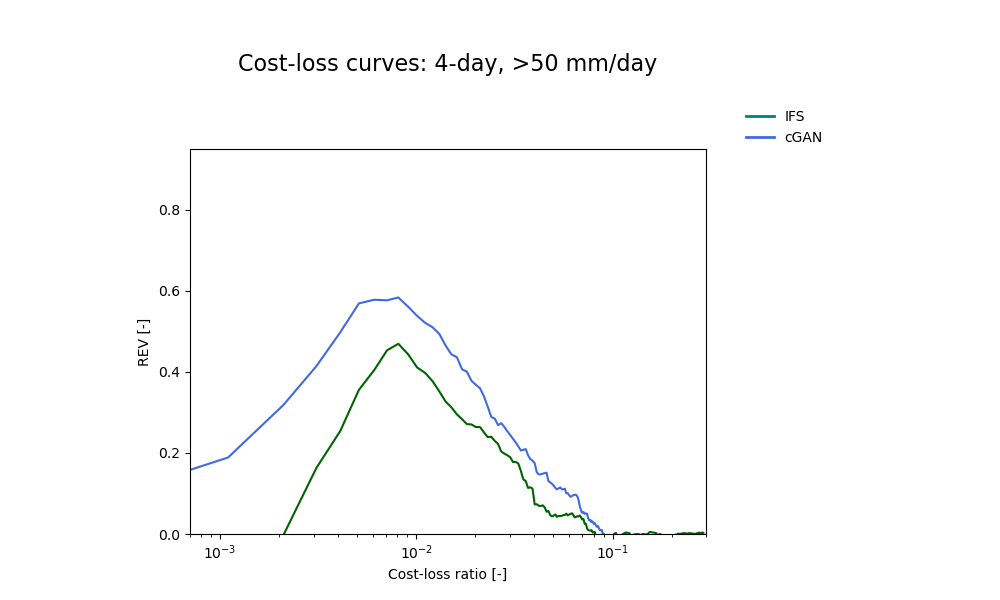 Cost-loss curves: 4-day, >50 mm/day
IFS
cGAN
0.8
0.6
0.4
0.2
0.0
REV [-]
10⁻³
10⁻²
10⁻¹
Cost-loss ratio [-]